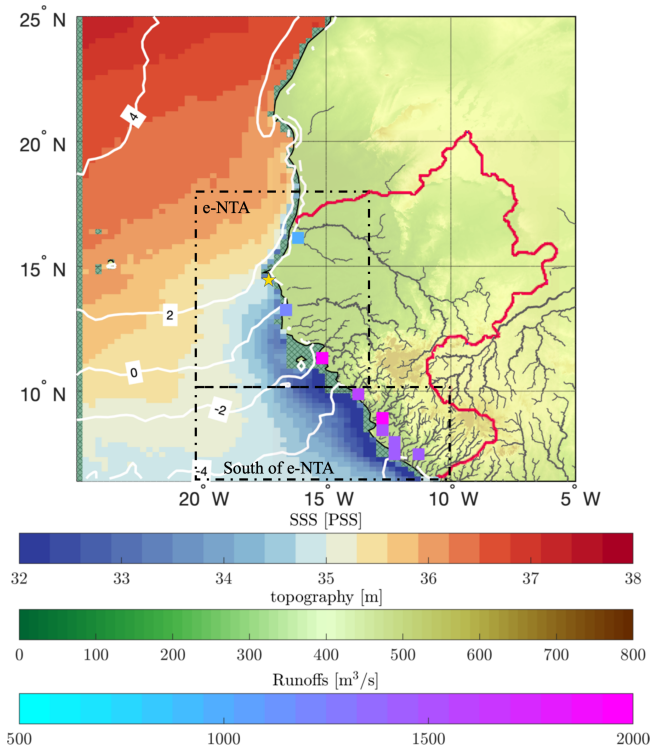 25° N
4
20° N
e-NTA
15° N
2
0
10° N
-2
-4
South of e-NTA
20° W
15° W
10° W
5° W
SSS [PSS]
32
33
34
35
36
37
38
topography [m]
0
100
200
300
400
500
600
700
800
Runoffs [m³/s]
500
1000
1500
2000